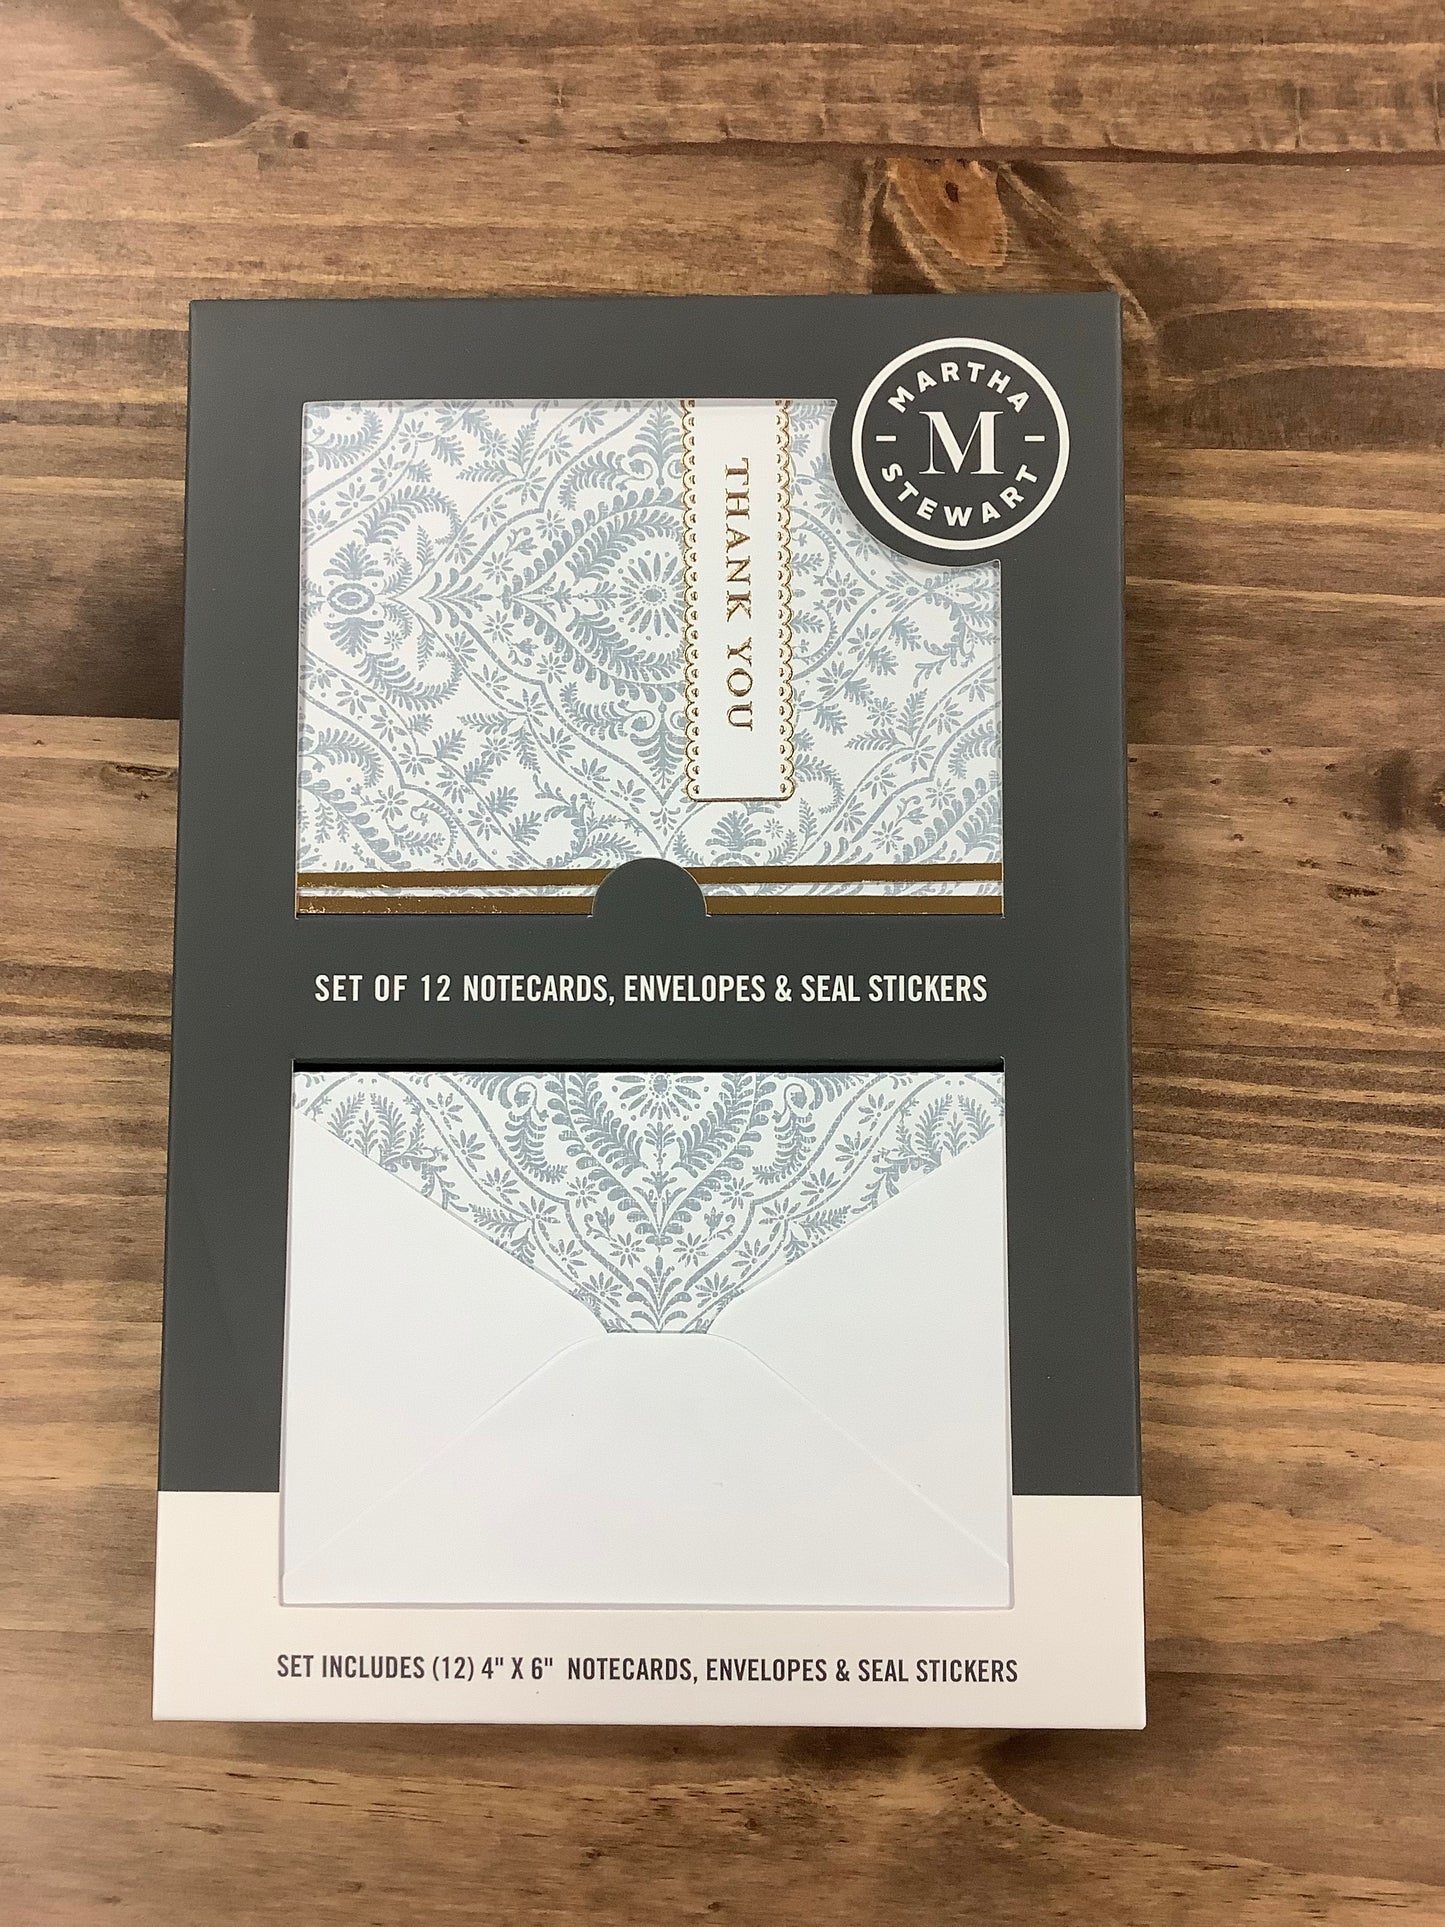 MARTHA
M
STEWART
THANK YOU
SET OF 12 NOTECARDS, ENVELOPES & SEAL STICKERS
SET INCLUDES (12) 4" X 6" NOTECARDS, ENVELOPES & SEAL STICKERS